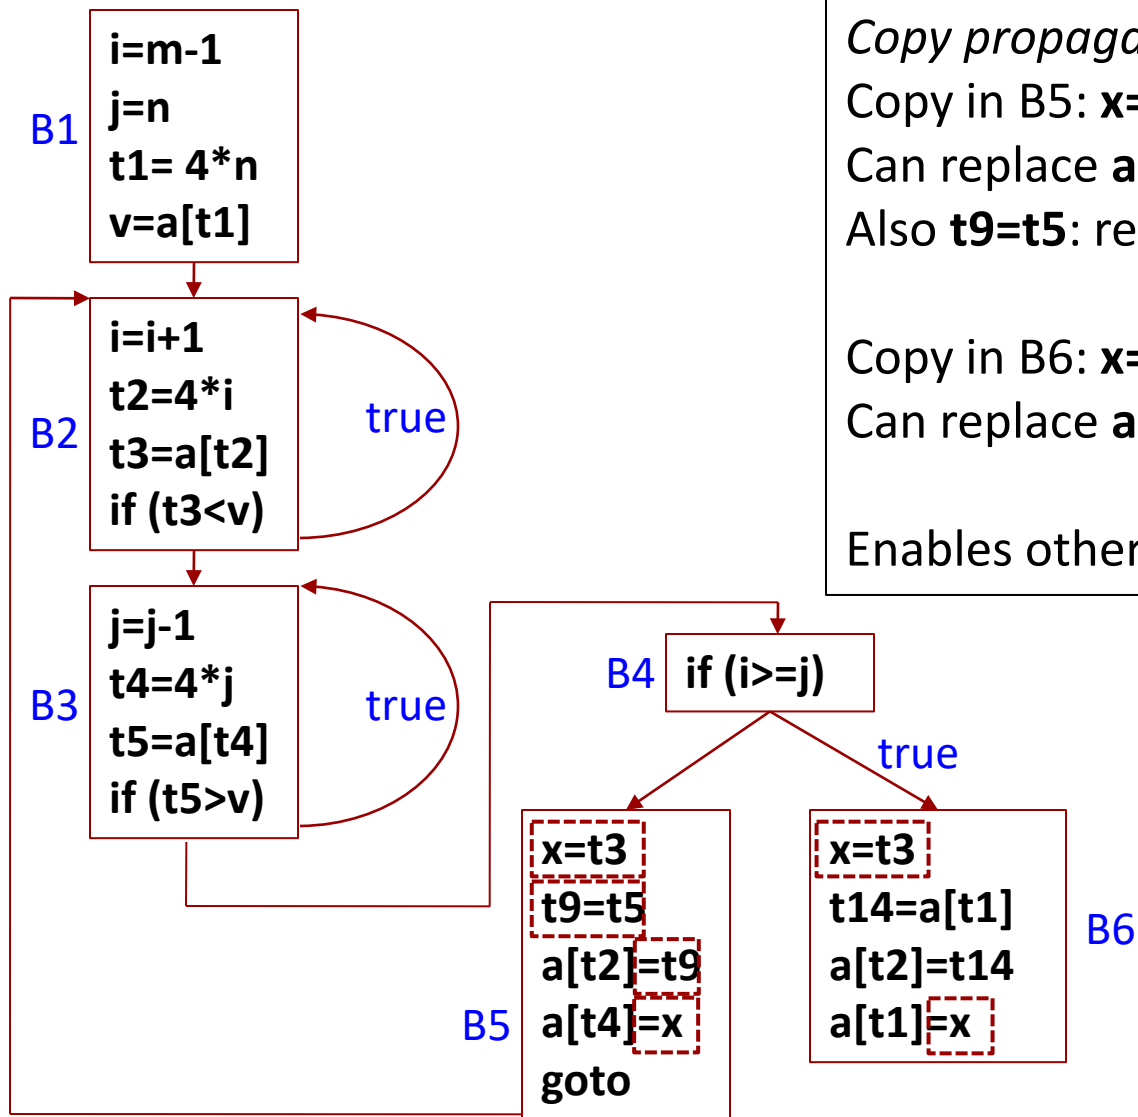 i=m-1
j=n
t1= 4*n
v=a[t1]
B1
i=i+1
t2=4*i
t3=a[t2]
if (t3<v)
B2
true
j=j-1
t4=4*j
t5=a[t4]
if (t5>v)
B3
true
Copy propaga
Copy in B5: x=
Can replace a
Also t9=t5: re
Copy in B6: x=
Can replace a
Enables other
B4
if (i>=j)
true
x=t3
t9=t5
a[t2]=t9
a[t4]=x
goto
B5
x=t3
t14=a[t1]
a[t2]=t14
a[t1]=x
B6